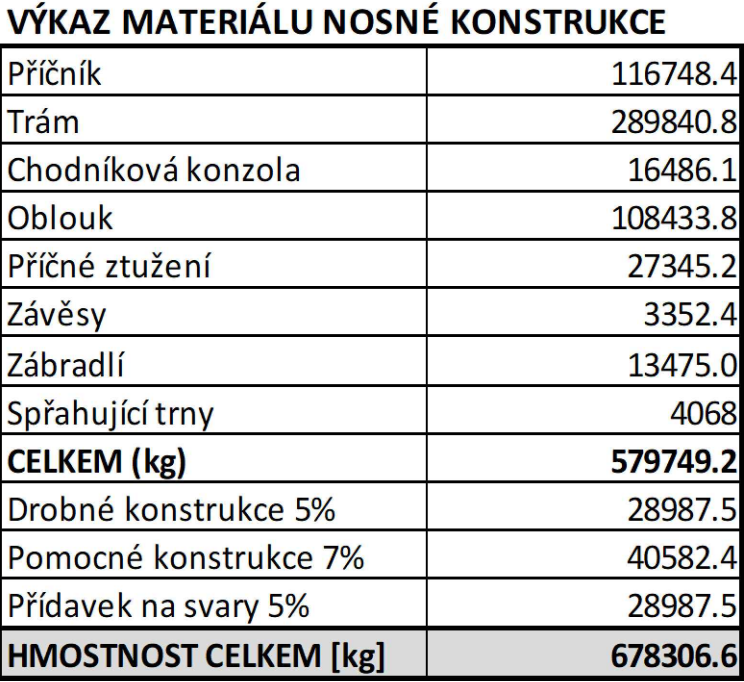 VÝKAZ MATERIÁLU NOSNÉ KONSTRUKCE
Příčník 116748.4
Trám 289840.8
Chodníková konzola 16486.1
Oblouk 108433.8
Příčné ztužení 27345.2
Závěsy 3352.4
Zábradlí 13475.0
Spřahující trny 4068
CELKEM (kg) 579749.2
Drobné konstrukce 5% 28987.5
Pomocné konstrukce 7% 40582.4
Přídavek na svary 5% 28987.5
HMOSTNOST CELKEM [kg] 678306.6